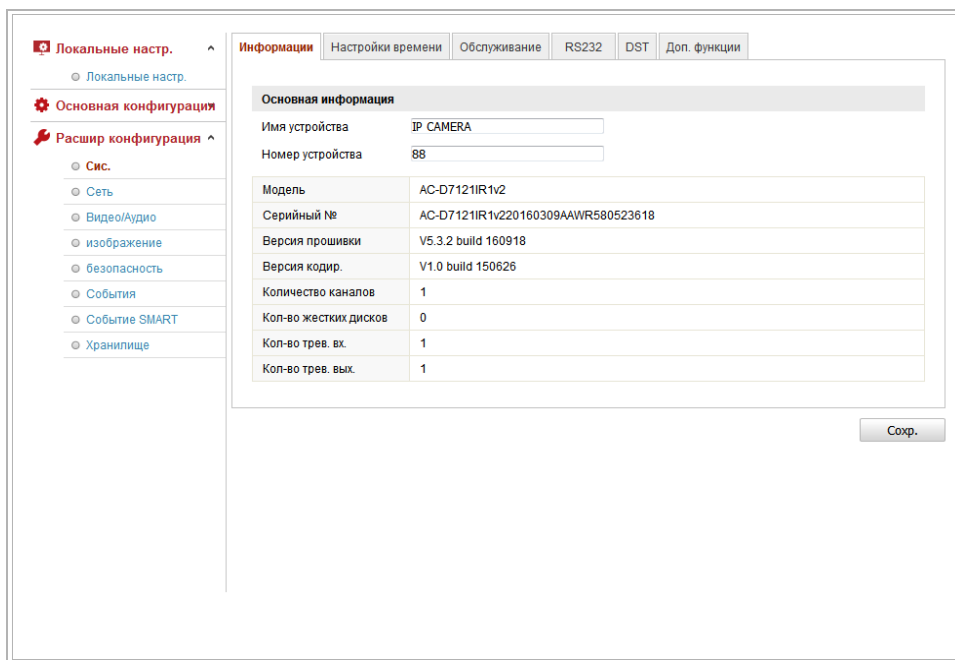 Локальные настр.
Локальные настр.
Основная конфигурация
Расшир конфигурация
Сис.
Сеть
Видео/Аудио
изображение
безопасность
События
Событие SMART
Хранилище
Информации Настройки времени Обслуживание RS232 DST Доп. функции
Основная информация
Имя устройства IP CAMERA
Номер устройства 88
Модель AC-D7121IR1v2
Серийный № AC-D7121IR1v220160309AAWR580523618
Версия прошивки V5.3.2 build 160918
Версия кодир. V1.0 build 150626
Количество каналов 1
Кол-во жестких дисков 0
Кол-во трев. вх. 1
Кол-во трев. вых. 1
Сохр.